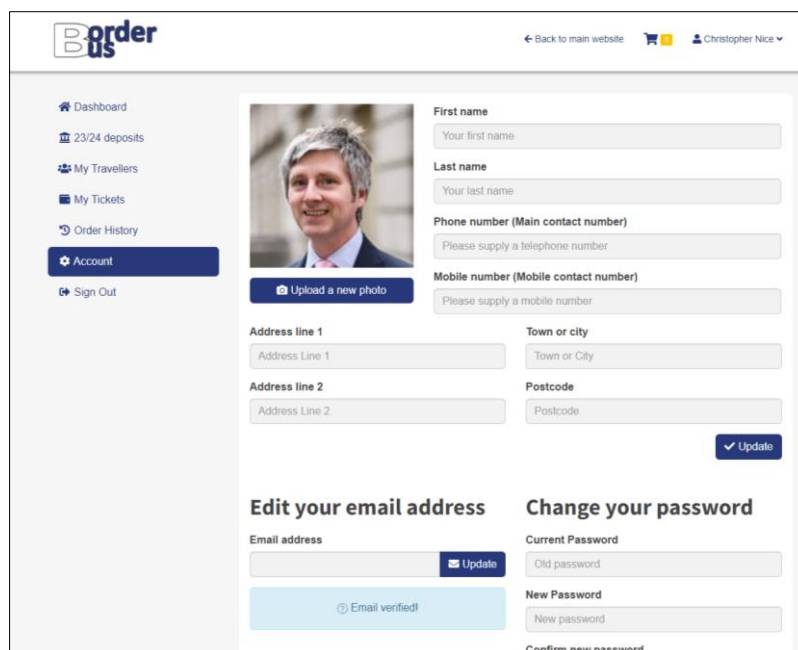 Border
Bus
Back to main website
1
Christopher Nice
Dashboard
23/24 deposits
My Travellers
My Tickets
Order History
Account
Sign Out
Upload a new photo
First name
Your first name
Last name
Your last name
Phone number (Main contact number)
Please supply a telephone number
Mobile number (Mobile contact number)
Please supply a mobile number
Address line 1
Address Line 1
Town or city
Town or City
Address line 2
Address Line 2
Postcode
Postcode
Update
Edit your email address
Email address
Update
Email verified!
Change your password
Current Password
Old password
New Password
New password
Confirm new password